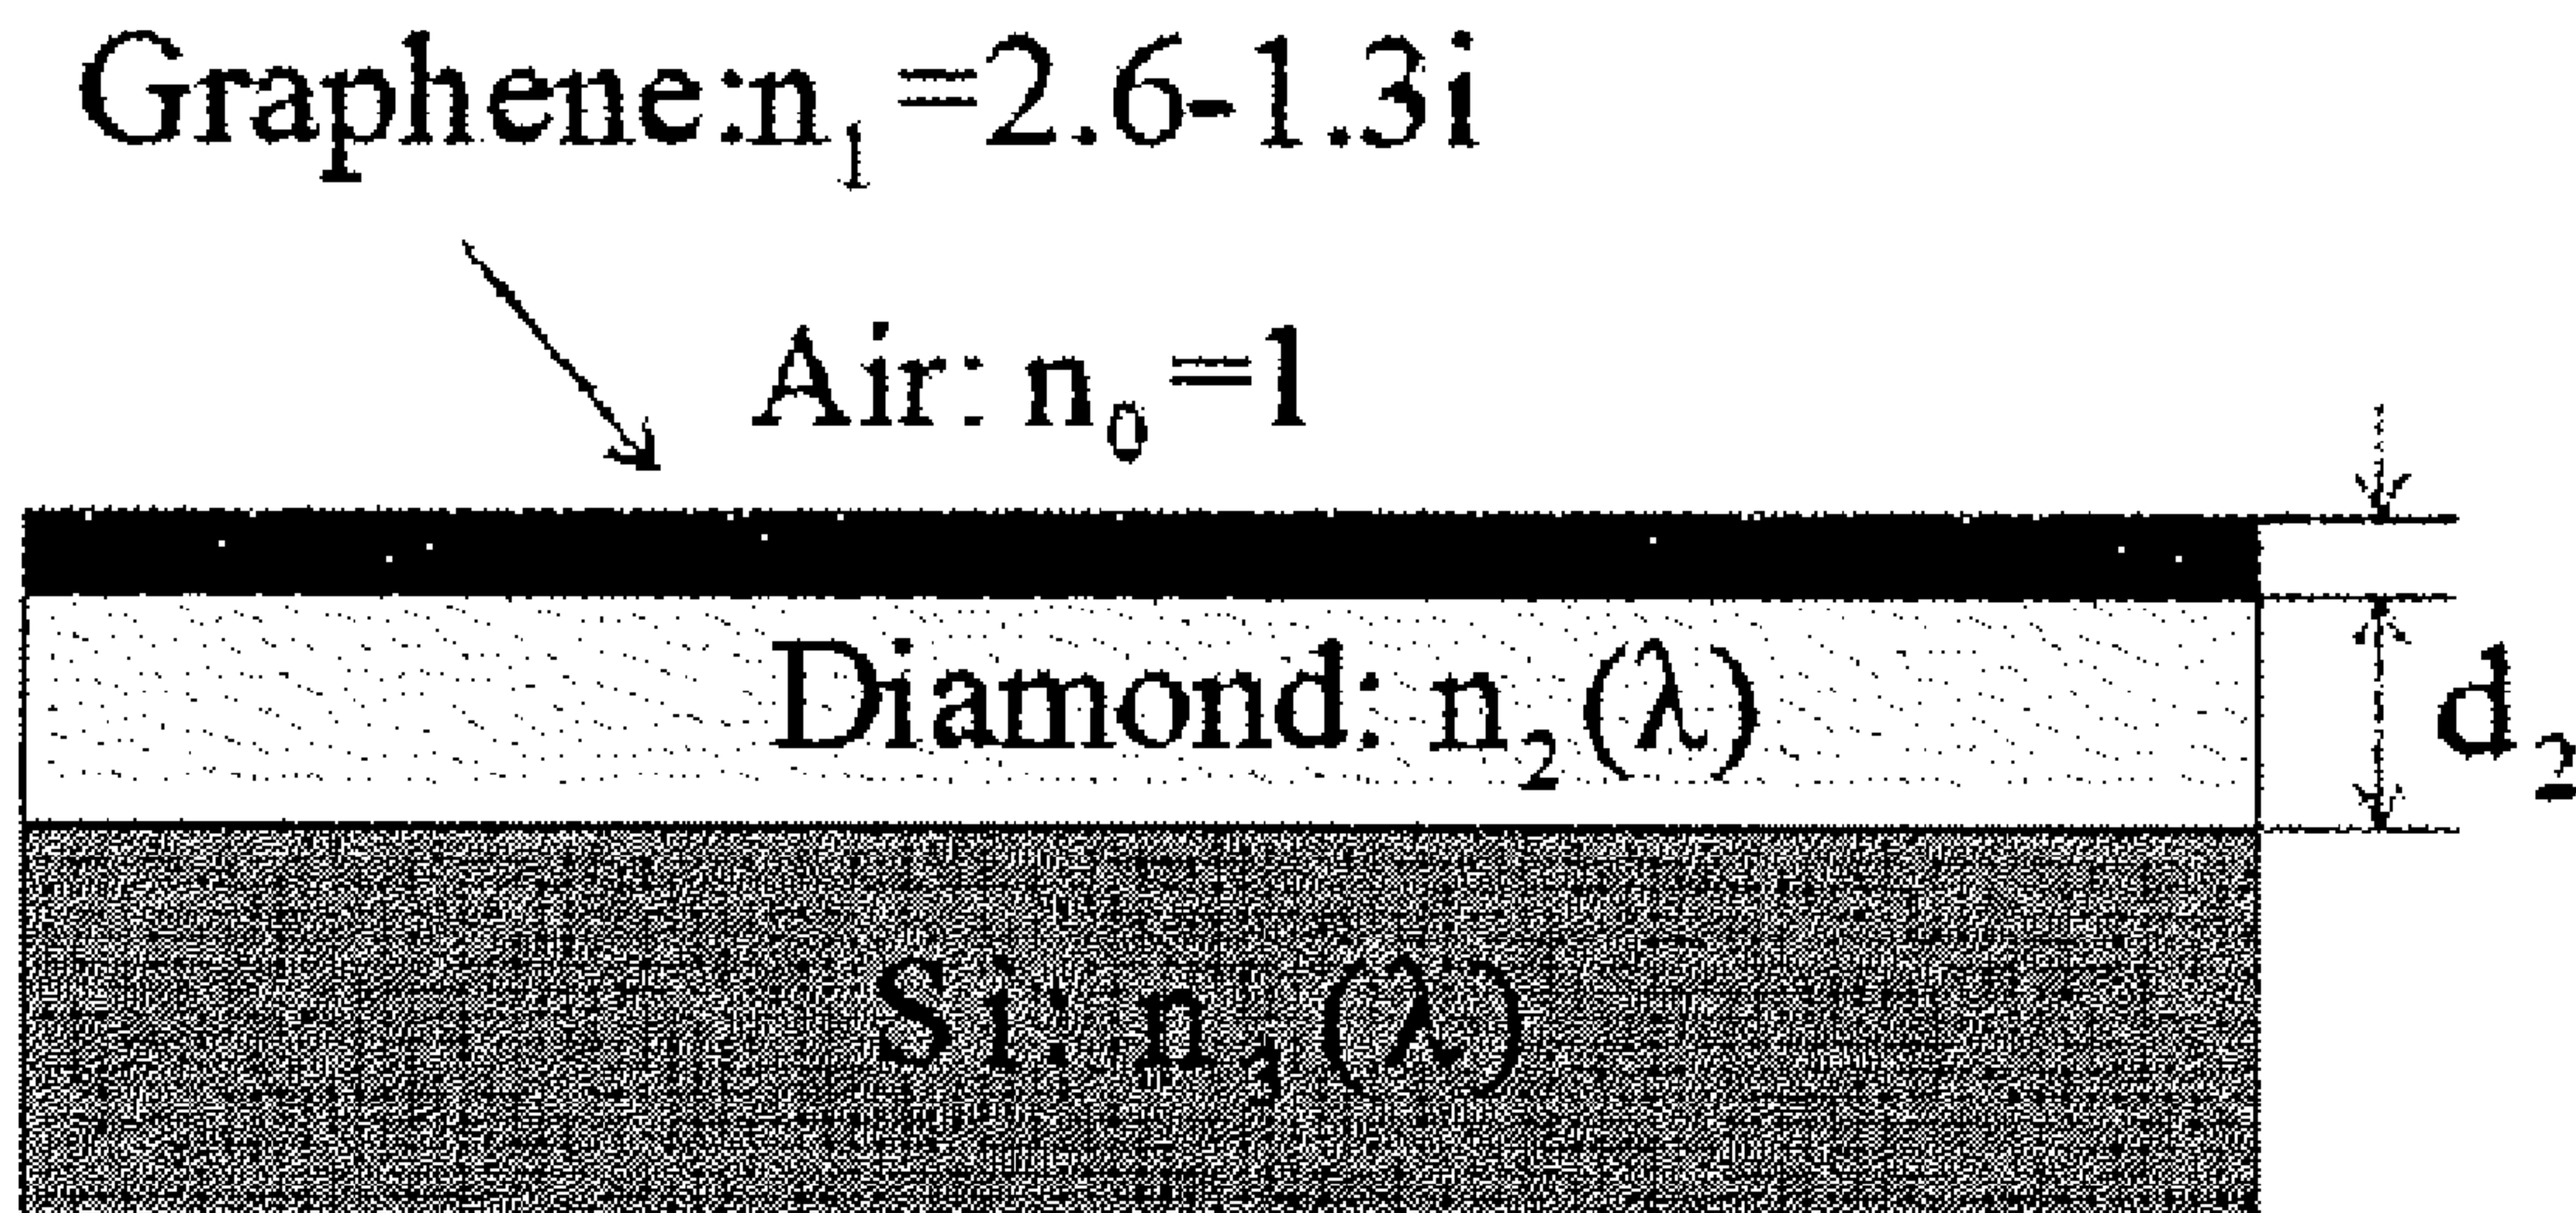 Graphene:n₁=2.6-1.3i
Air: n₀=1
Diamond: n₂(λ)
d₂
Si: n₃(λ)